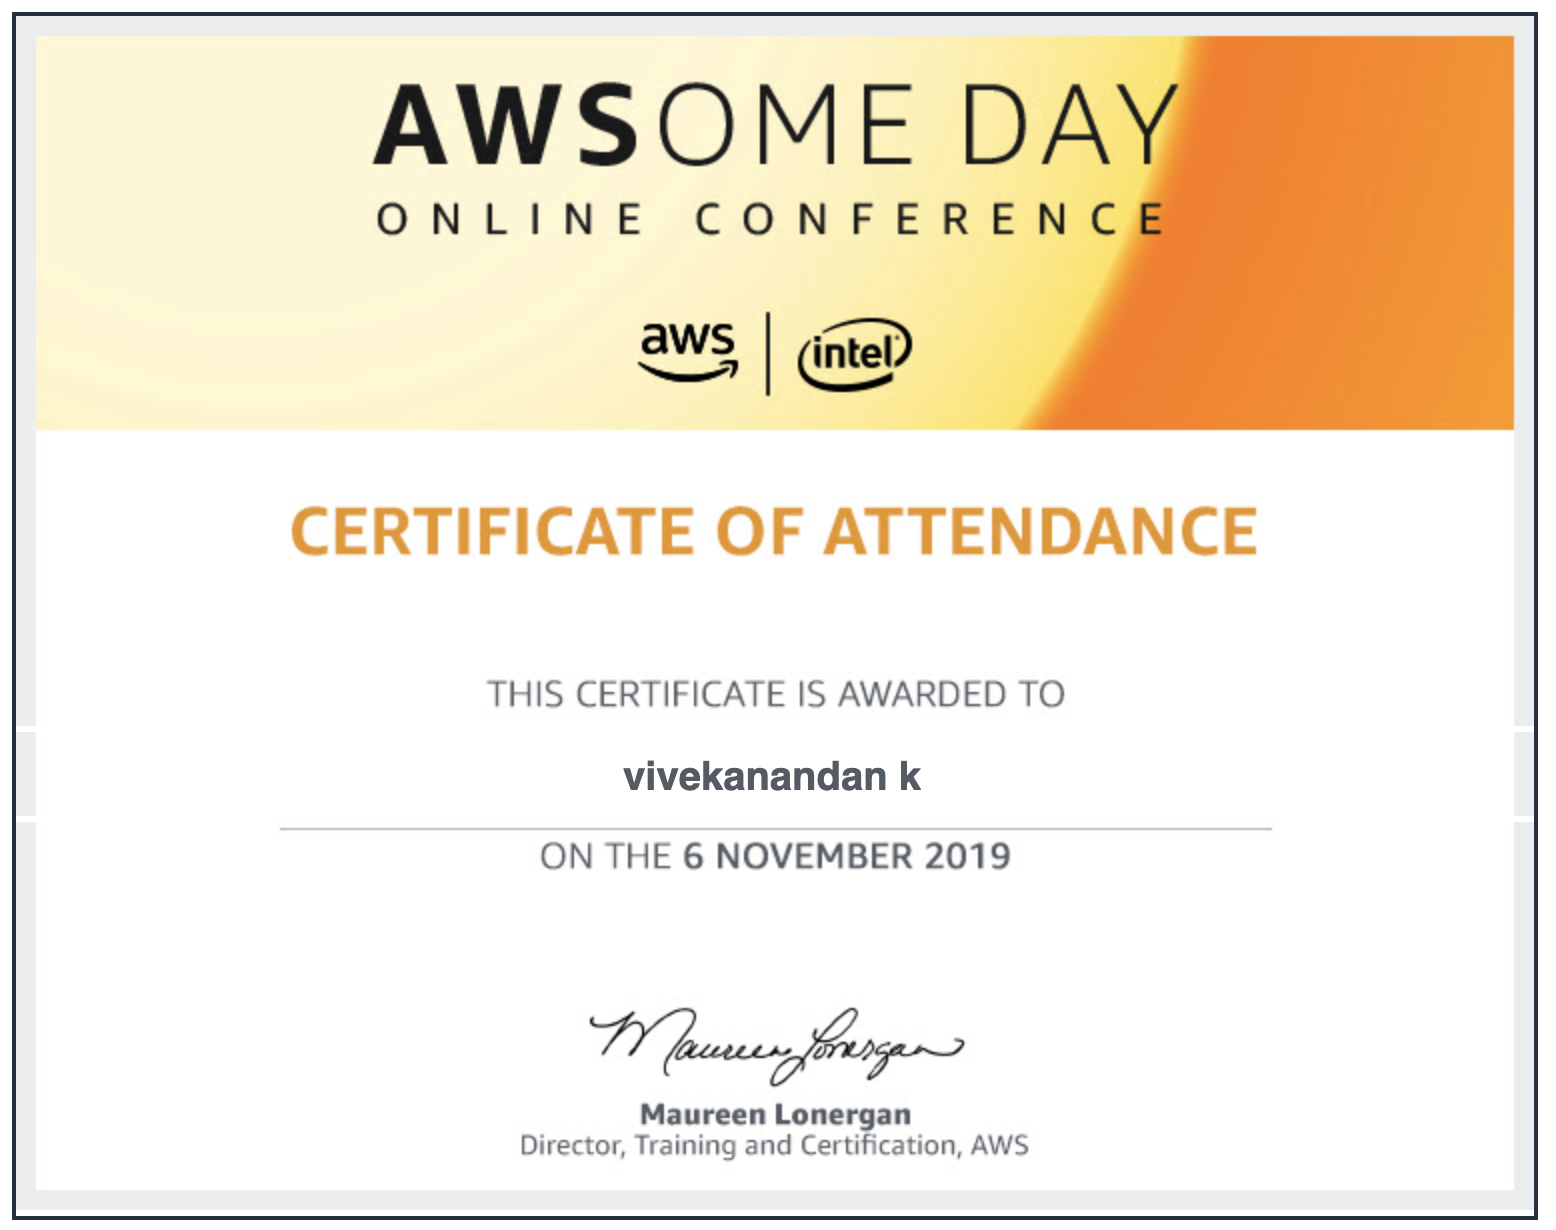 AWSOME DAY
ONLINE CONFERENCE
aws | intel
CERTIFICATE OF ATTENDANCE
THIS CERTIFICATE IS AWARDED TO
vivekanandan k
ON THE 6 NOVEMBER 2019
Maureen Lonergan
Maureen Lonergan
Director, Training and Certification, AWS